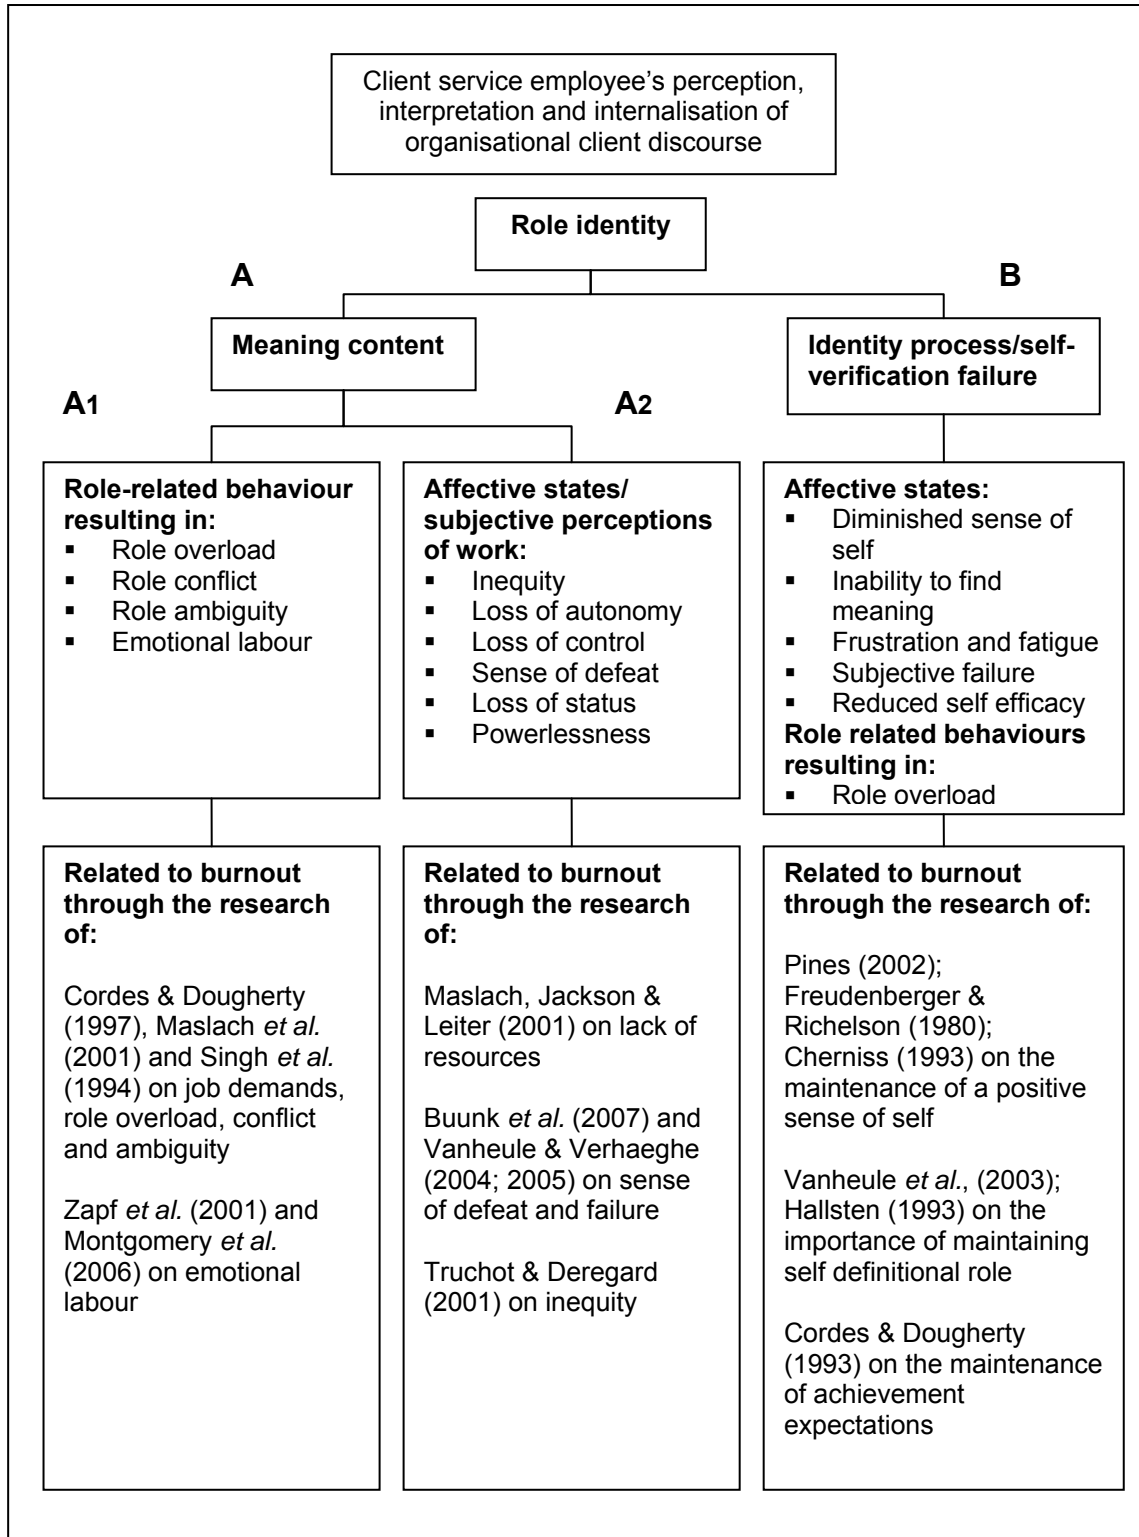 Client service employee's perception,
interpretation and internalisation of
organisational client discourse
Role identity
A
B
Meaning content
Identity process/self-
verification failure
A1
A2
Role-related behaviour
resulting in:
▪ Role overload
▪ Role conflict
▪ Role ambiguity
▪ Emotional labour
Affective states/
subjective perceptions
of work:
▪ Inequity
▪ Loss of autonomy
▪ Loss of control
▪ Sense of defeat
▪ Loss of status
▪ Powerlessness
Affective states:
▪ Diminished sense of
self
▪ Inability to find
meaning
▪ Frustration and fatigue
▪ Subjective failure
▪ Reduced self efficacy
Role related behaviours
resulting in:
▪ Role overload
Related to burnout
through the research
of:
Cordes & Dougherty
(1997), Maslach et al.
(2001) and Singh et al.
(1994) on job demands,
role overload, conflict
and ambiguity
Zapf et al. (2001) and
Montgomery et al.
(2006) on emotional
labour
Related to burnout
through the research
of:
Maslach, Jackson &
Leiter (2001) on lack of
resources
Buunk et al. (2007) and
Vanheule & Verhaeghe
(2004; 2005) on sense
of defeat and failure
Truchot & Deregard
(2001) on inequity
Related to burnout
through the research of:
Pines (2002);
Freudenberger &
Richelson (1980);
Cherniss (1993) on the
maintenance of a positive
sense of self
Vanheule et al., (2003);
Hallsten (1993) on the
importance of maintaining
self definitional role
Cordes & Dougherty
(1993) on the maintenance
of achievement
expectations